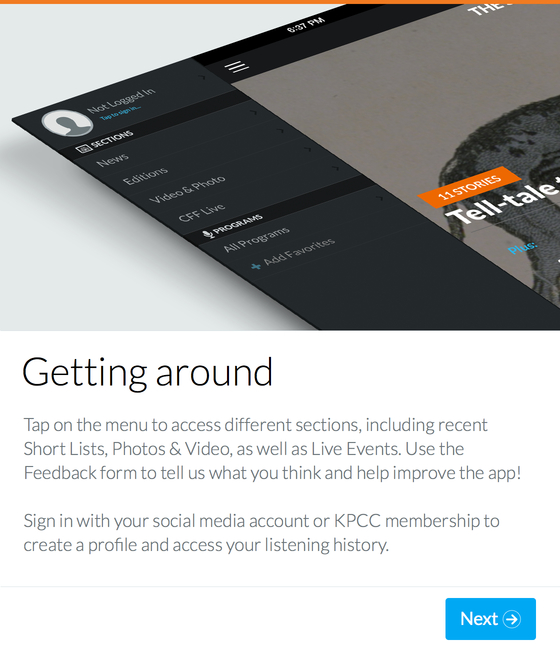 6:37 PM
THE
Not Logged In
Tap to sign in...
SECTIONS
News
Editions
Video & Photo
CFF Live
PROGRAMS
All Programs
+ Add Favorites
11 STORIES
Tell-tale
Plus:
Getting around
Tap on the menu to access different sections, including recent
Short Lists, Photos & Video, as well as Live Events. Use the
Feedback form to tell us what you think and help improve the app!
Sign in with your social media account or KPCC membership to
create a profile and access your listening history.
Next